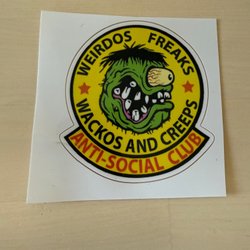 WEIRDOS FREAKS
WACKOS AND CREEPS
ANTI-SOCIAL CLUB